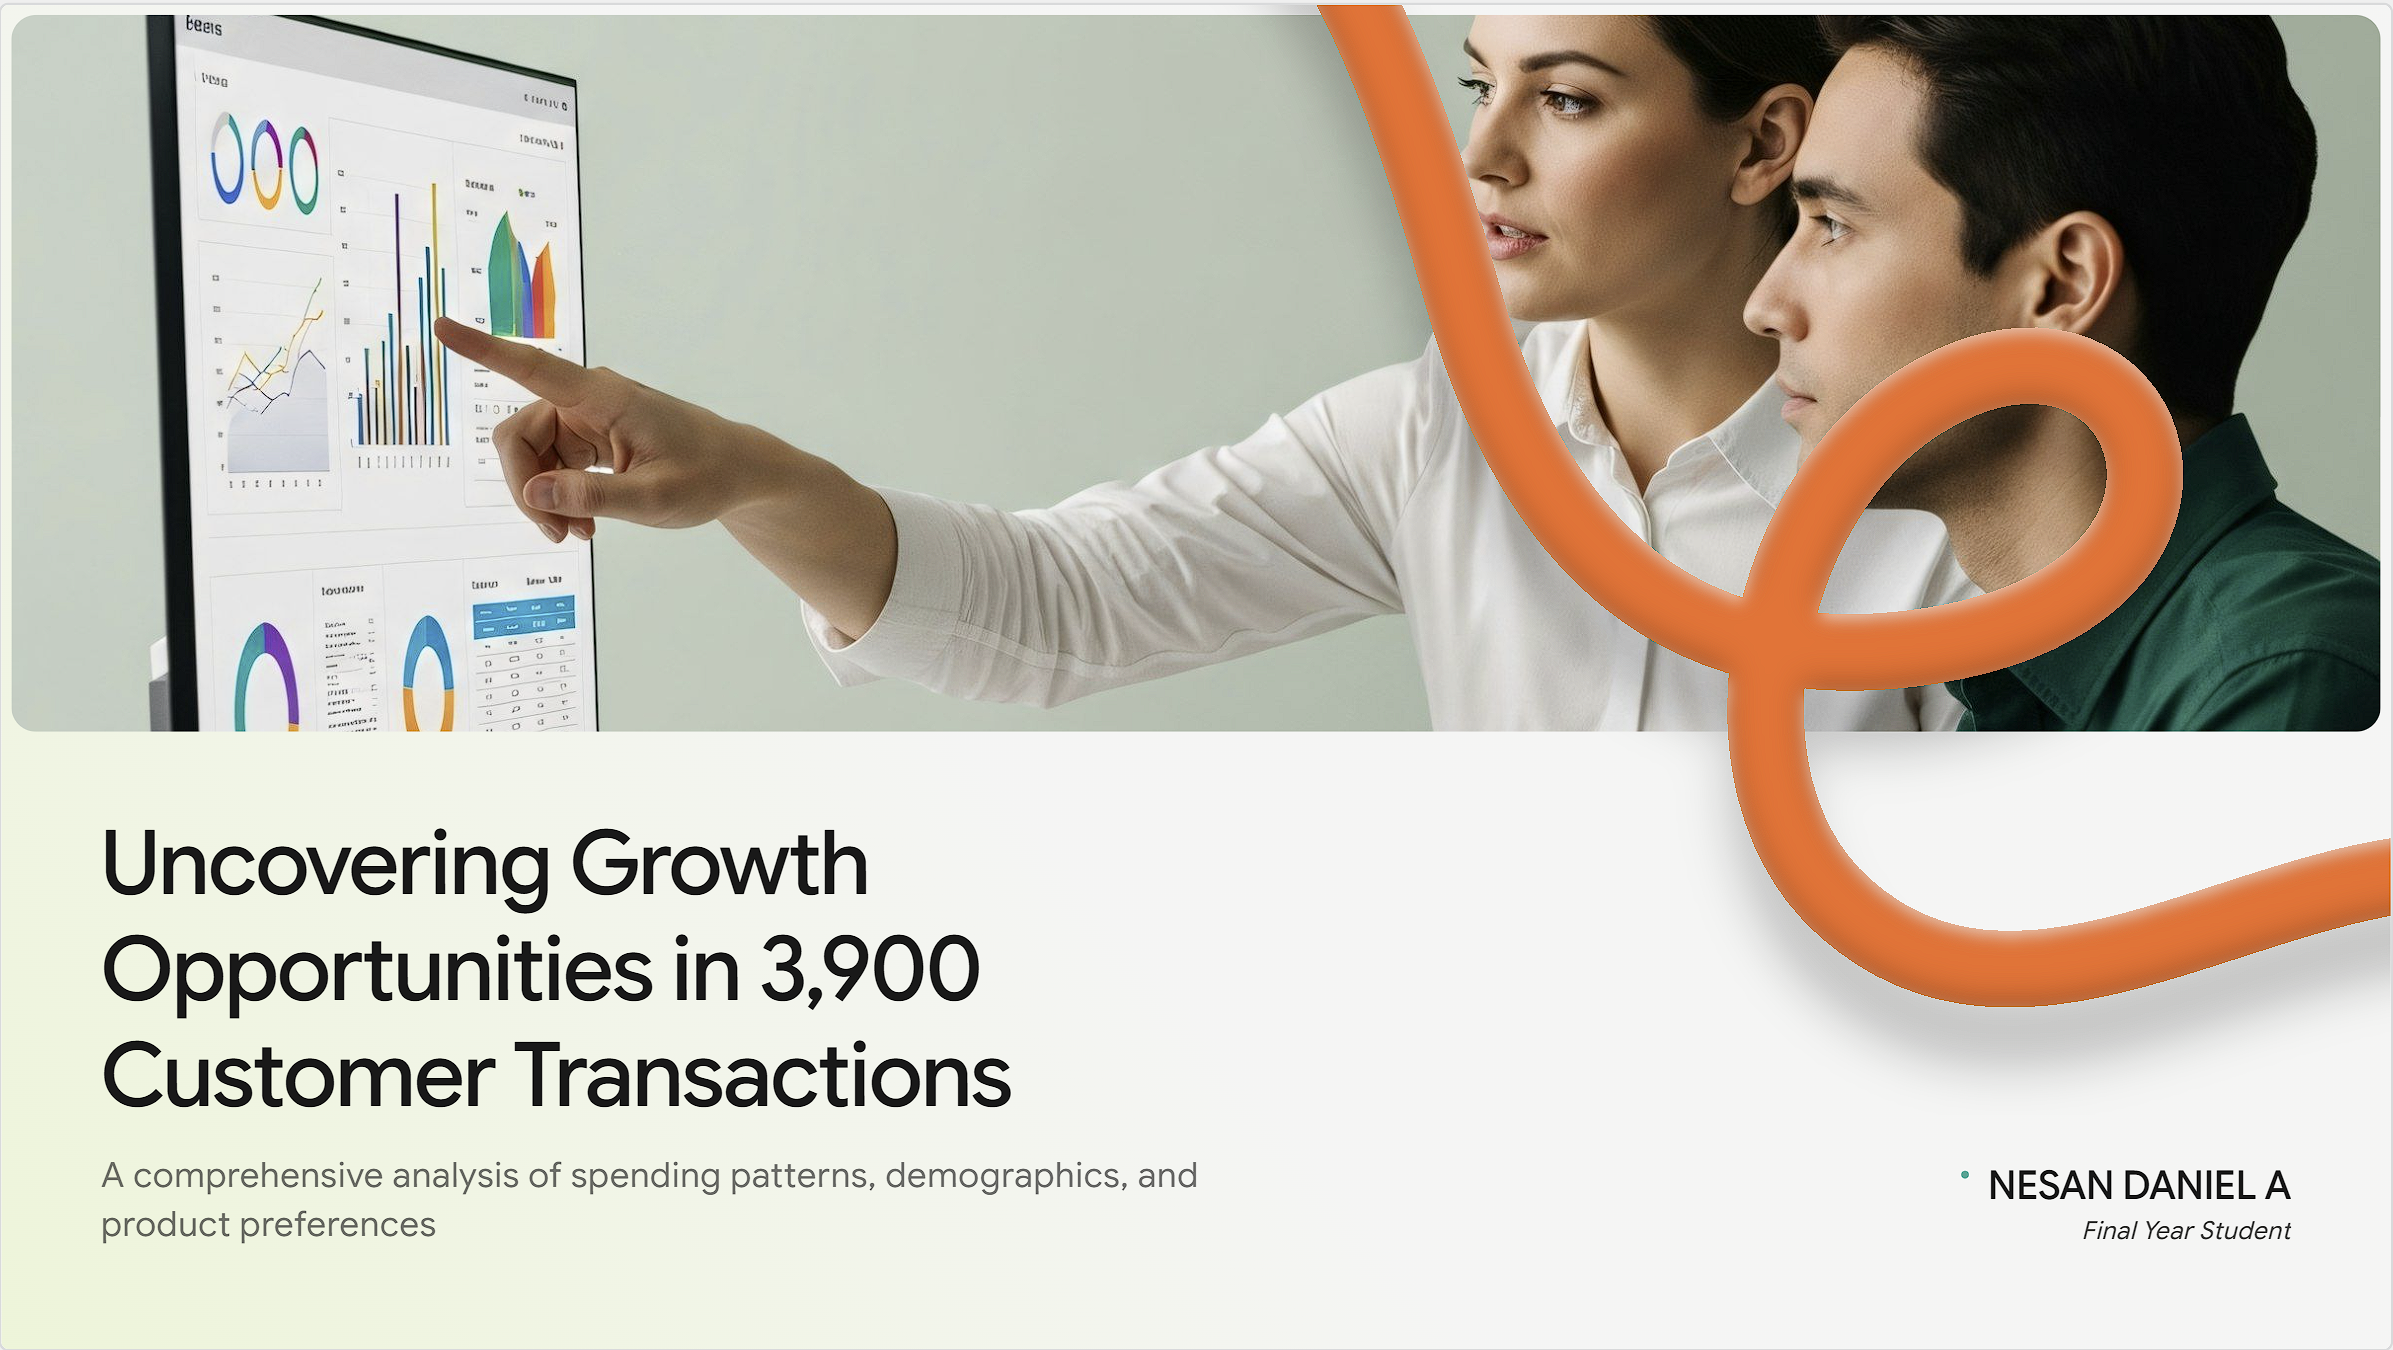 Uncovering Growth
Opportunities in 3,900
Customer Transactions
A comprehensive analysis of spending patterns, demographics, and
product preferences
NESAN DANIEL A
Final Year Student